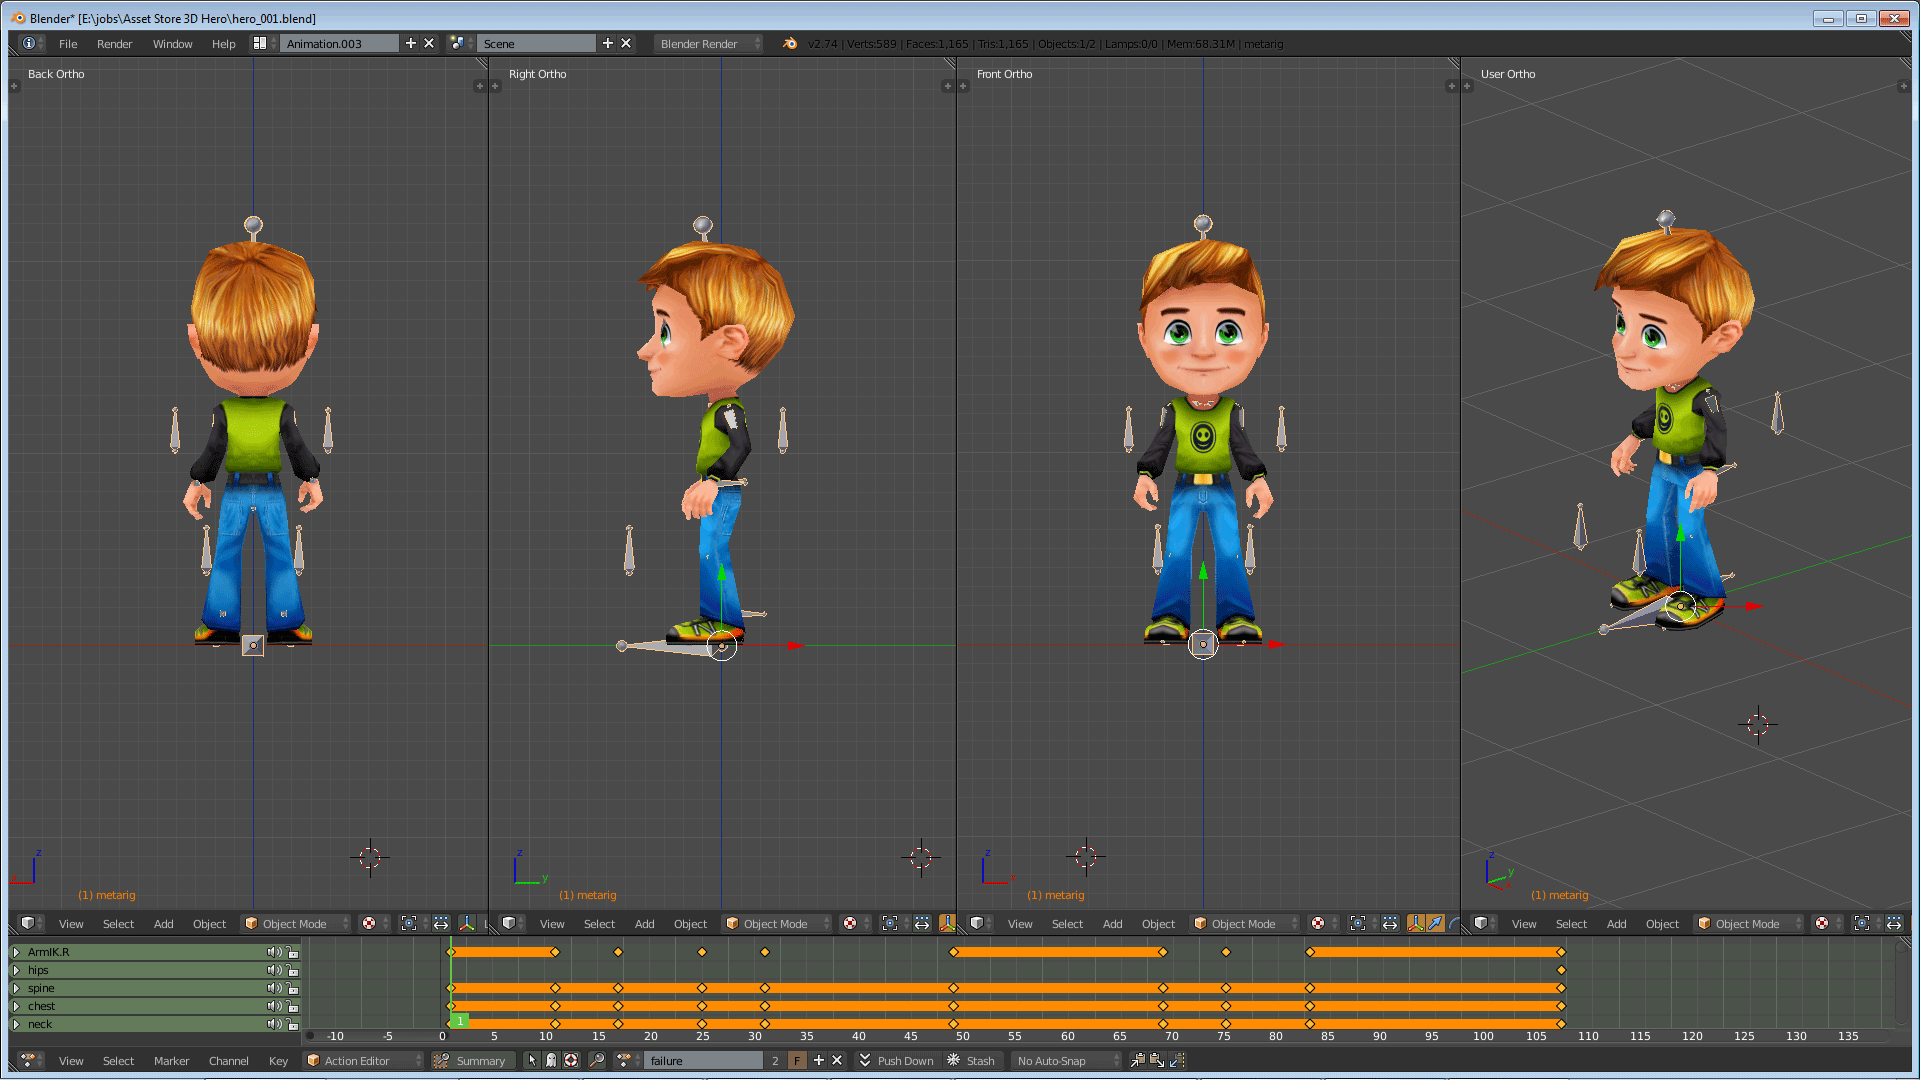 Blender* [E:\jobs\Asset Store 3D Hero\hero_001.blend]
File Render Window Help Animation.003 Scene Blender Render v2.74 | Verts:589 | Faces:1,165 | Tris:1,165 | Objects:1/2 | Lamps:0/0 | Mem:68.31M | metarig
Back Ortho Right Ortho Front Ortho User Ortho
z z y z x z y
(1) metarig (1) metarig (1) metarig (1) metarig
View Select Add Object Object Mode View Select Add Object Object Mode View Select Add Object Object Mode View Select Add Object Object Mode
ArmIK.R
hips
spine
chest
neck
1
-10 -5 0 5 10 15 20 25 30 35 40 45 50 55 60 65 70 75 80 85 90 95 100 105 110 115 120 125 130 135
View Select Marker Channel Key Action Editor Summary failure 2 F Push Down Stash No Auto-Snap